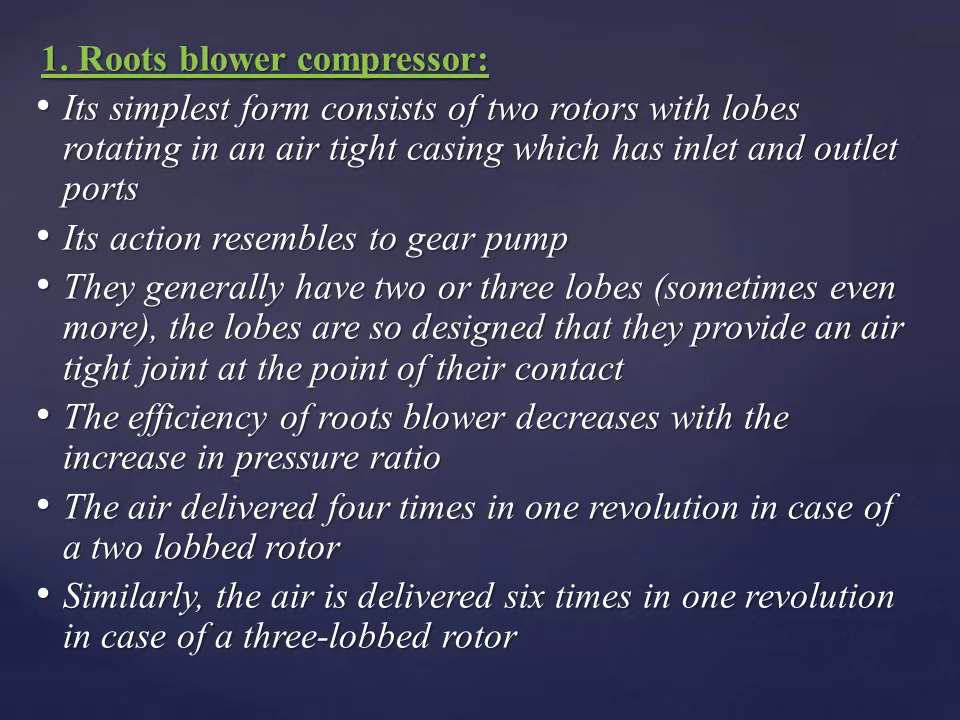 1. Roots blower compressor:
• Its simplest form consists of two rotors with lobes
rotating in an air tight casing which has inlet and outlet
ports
• Its action resembles to gear pump
• They generally have two or three lobes (sometimes even
more), the lobes are so designed that they provide an air
tight joint at the point of their contact
• The efficiency of roots blower decreases with the
increase in pressure ratio
• The air delivered four times in one revolution in case of
a two lobbed rotor
• Similarly, the air is delivered six times in one revolution
in case of a three-lobbed rotor